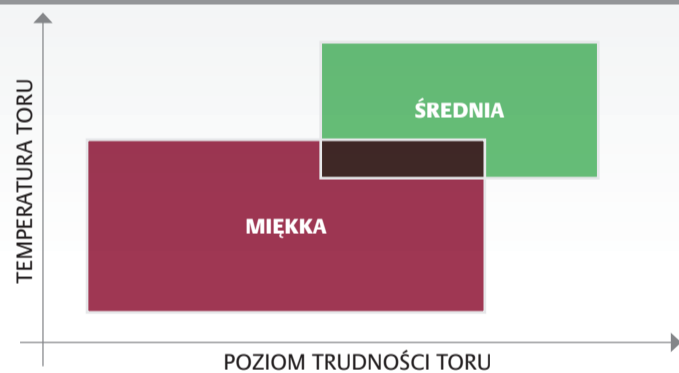 TEMPERATURA TORU
ŚREDNIA
MIĘKKA
POZIOM TRUDNOŚCI TORU